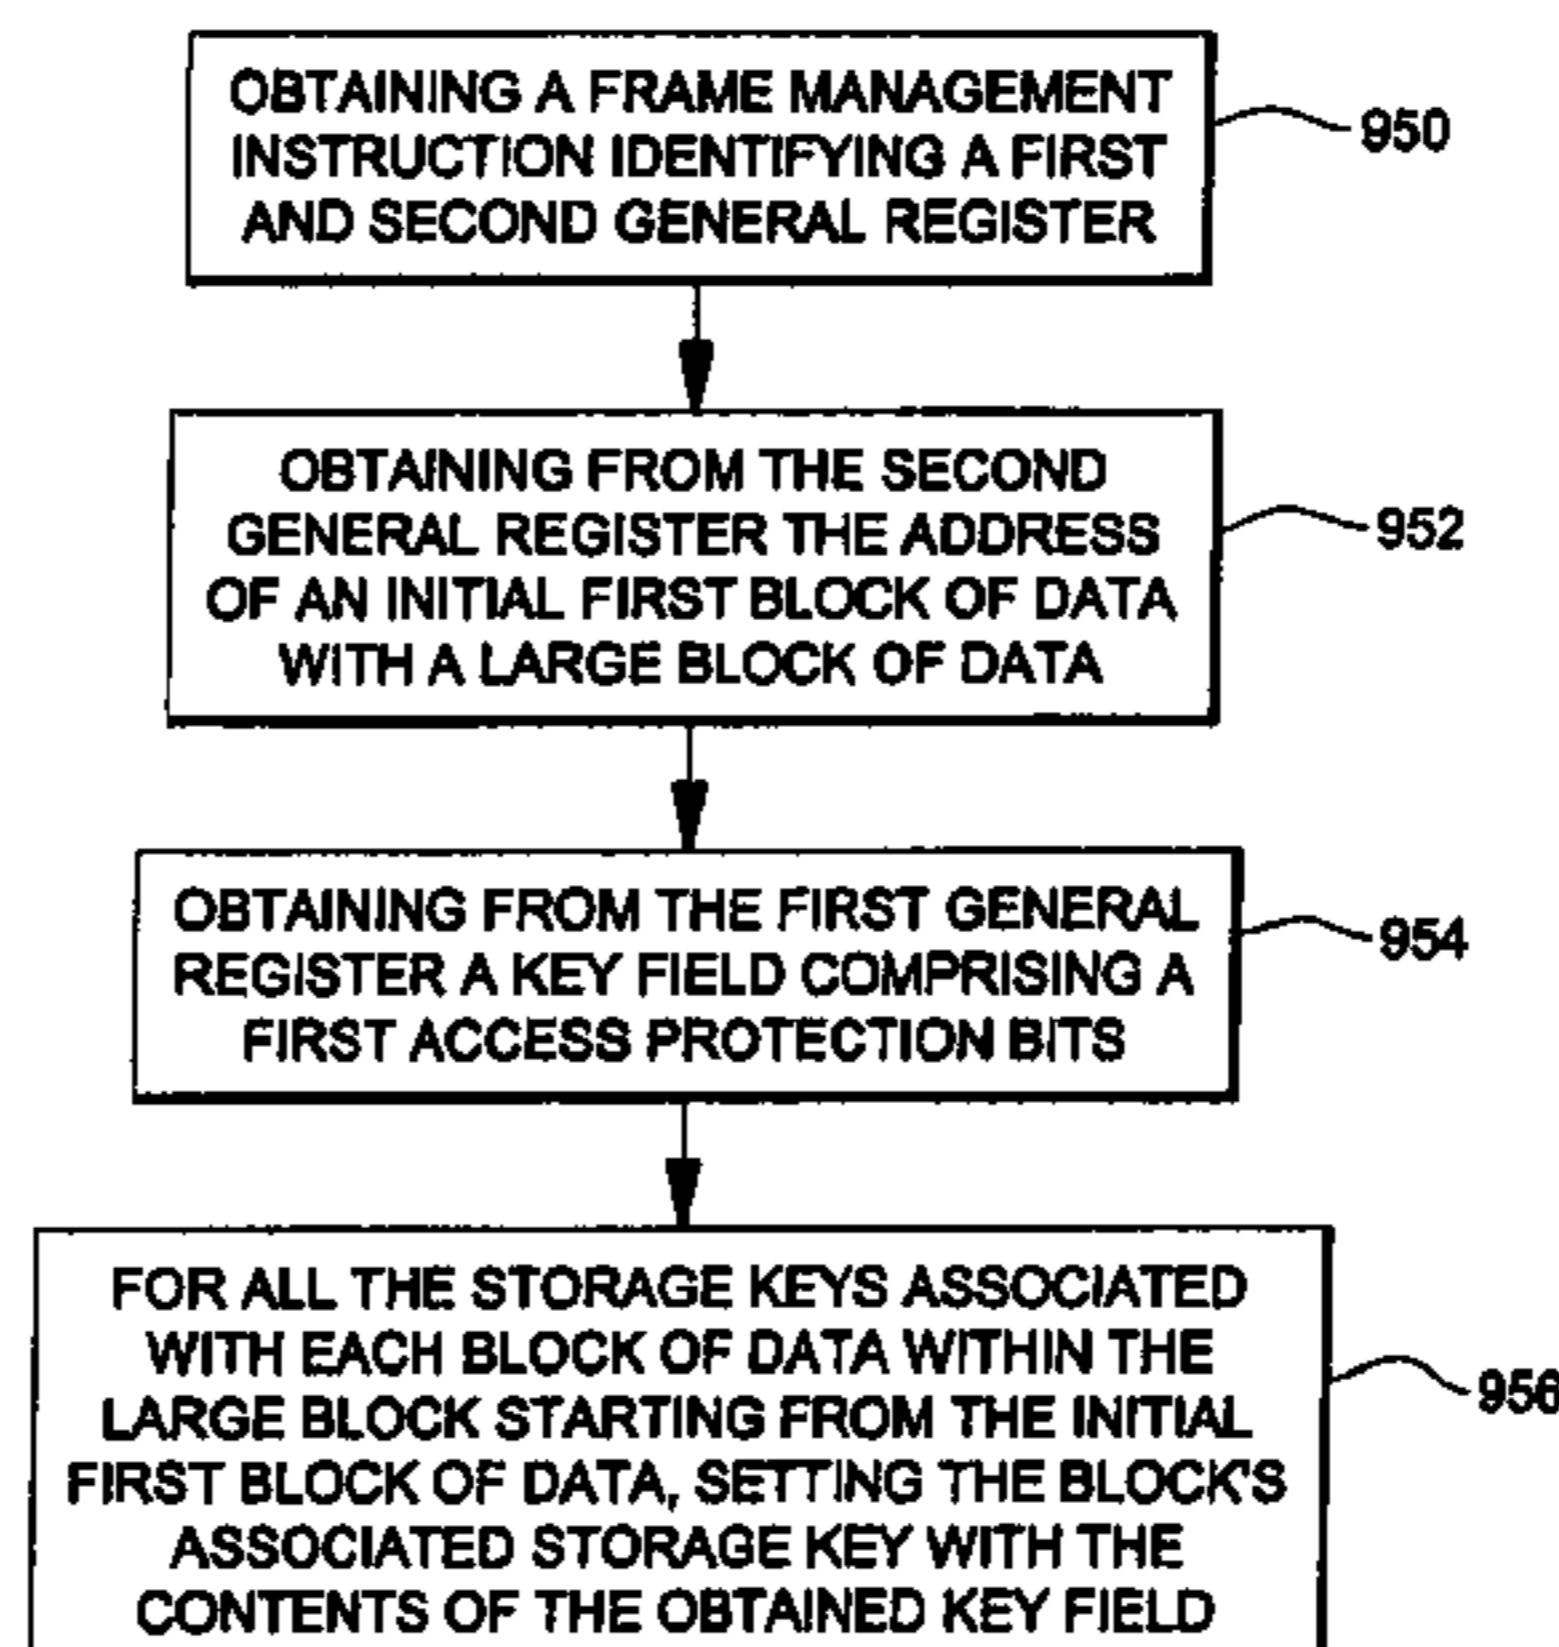 OBTAINING A FRAME MANAGEMENT
INSTRUCTION IDENTIFYING A FIRST
AND SECOND GENERAL REGISTER
950
OBTAINING FROM THE SECOND
GENERAL REGISTER THE ADDRESS
OF AN INITIAL FIRST BLOCK OF DATA
WITH A LARGE BLOCK OF DATA
952
OBTAINING FROM THE FIRST GENERAL
REGISTER A KEY FIELD COMPRISING A
FIRST ACCESS PROTECTION BITS
954
FOR ALL THE STORAGE KEYS ASSOCIATED
WITH EACH BLOCK OF DATA WITHIN THE
LARGE BLOCK STARTING FROM THE INITIAL
FIRST BLOCK OF DATA, SETTING THE BLOCK'S
ASSOCIATED STORAGE KEY WITH THE
CONTENTS OF THE OBTAINED KEY FIELD
956